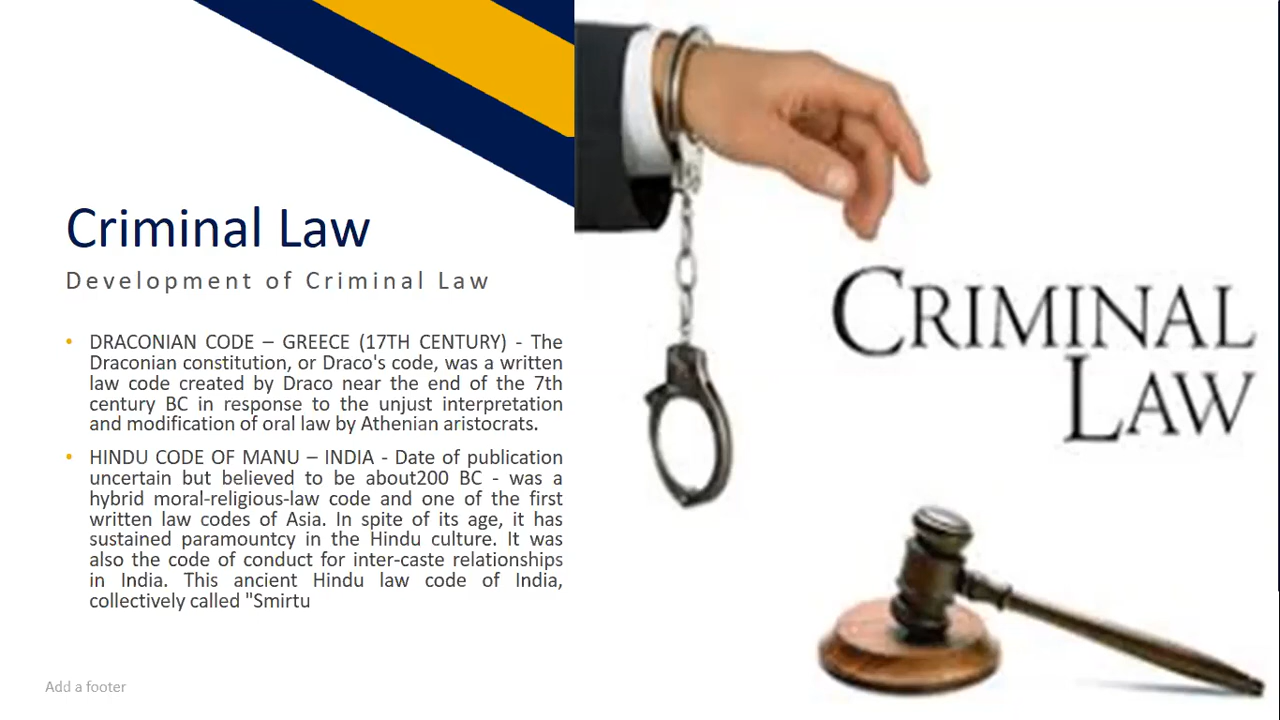 Criminal Law
Development of Criminal Law
• DRACONIAN CODE – GREECE (17TH CENTURY) - The
Draconian constitution, or Draco's code, was a written
law code created by Draco near the end of the 7th
century BC in response to the unjust interpretation
and modification of oral law by Athenian aristocrats.
• HINDU CODE OF MANU – INDIA - Date of publication
uncertain but believed to be about200 BC - was a
hybrid moral-religious-law code and one of the first
written law codes of Asia. In spite of its age, it has
sustained paramountcy in the Hindu culture. It was
also the code of conduct for inter-caste relationships
in India. This ancient Hindu law code of India,
collectively called "Smirtu
Add a footer
CRIMINAL
LAW